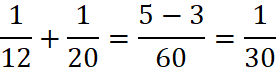 1/12 + 1/20 = (5 − 3)/60 = 1/30